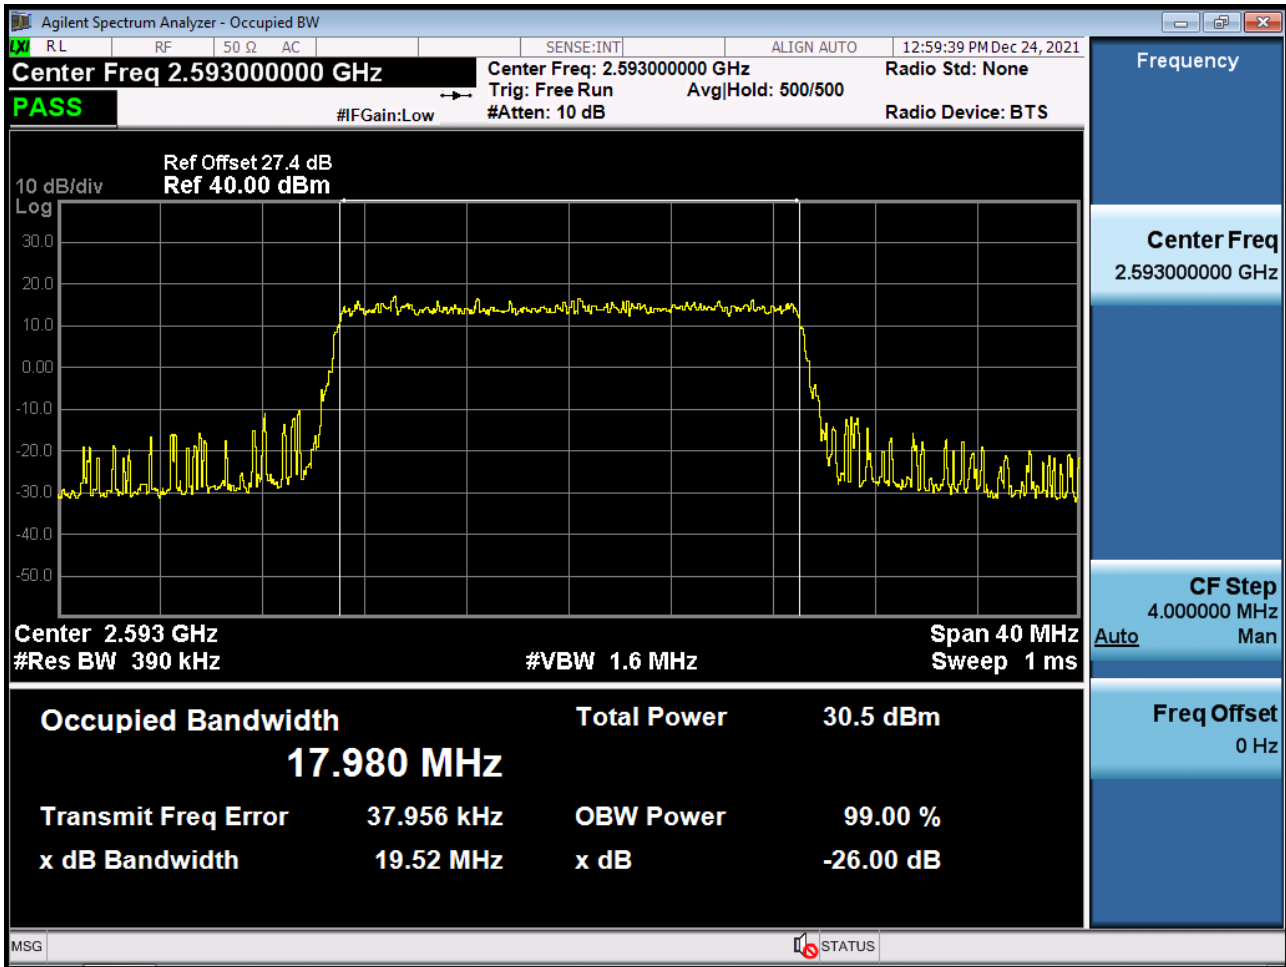 Agilent Spectrum Analyzer - Occupied BW
LXI RL RF 50 Ω AC SENSE:INT ALIGN AUTO 12:59:39 PM Dec 24, 2021
Center Freq 2.593000000 GHz
Center Freq: 2.593000000 GHz
Radio Std: None
Trig: Free Run Avg|Hold: 500/500
PASS
#IFGain:Low
#Atten: 10 dB
Radio Device: BTS
Ref Offset 27.4 dB
10 dB/div Ref 40.00 dBm
Log
30.0
20.0
10.0
0.00
-10.0
-20.0
-30.0
-40.0
-50.0
Center 2.593 GHz Span 40 MHz
#Res BW 390 kHz #VBW 1.6 MHz Sweep 1 ms
Occupied Bandwidth Total Power 30.5 dBm
17.980 MHz
Transmit Freq Error 37.956 kHz OBW Power 99.00 %
x dB Bandwidth 19.52 MHz x dB -26.00 dB
Frequency
Center Freq
2.593000000 GHz
CF Step
4.000000 MHz
Auto Man
Freq Offset
0 Hz
MSG STATUS